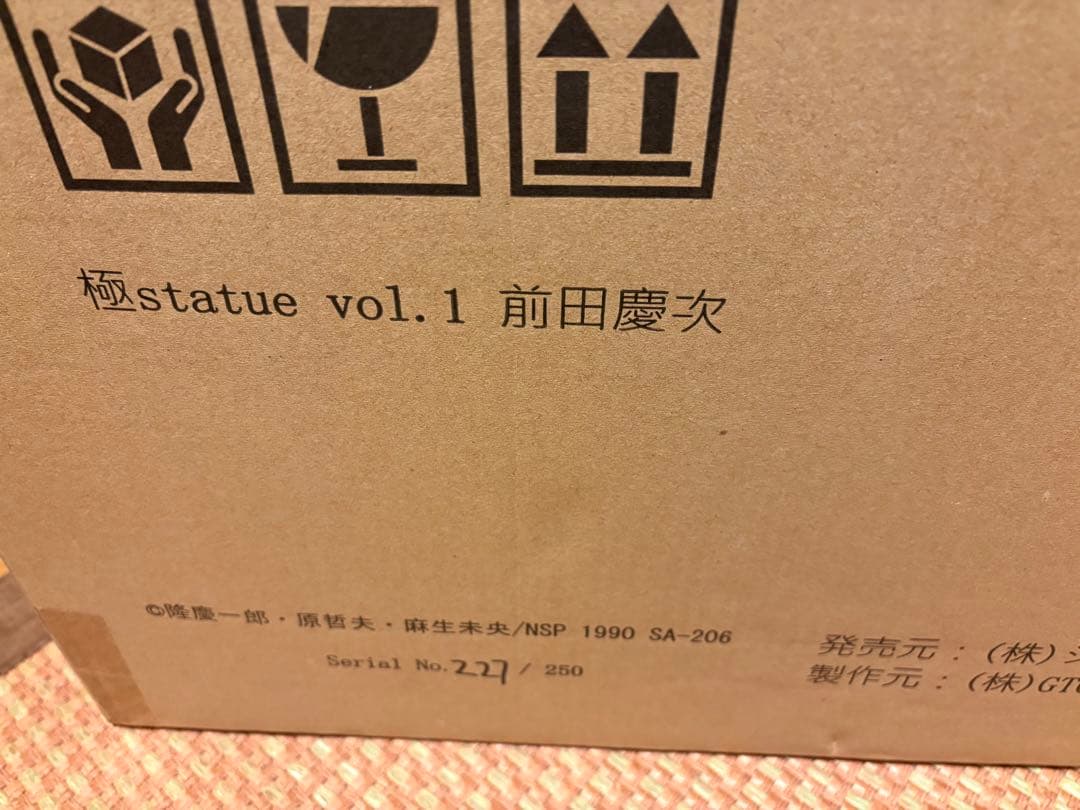 極statue vol.1 前田慶次
©隆慶一郎・原哲夫・麻生未央/NSP 1990 SA-206
Serial No.227 / 250
発売元：(株)
製作元：(株)GT